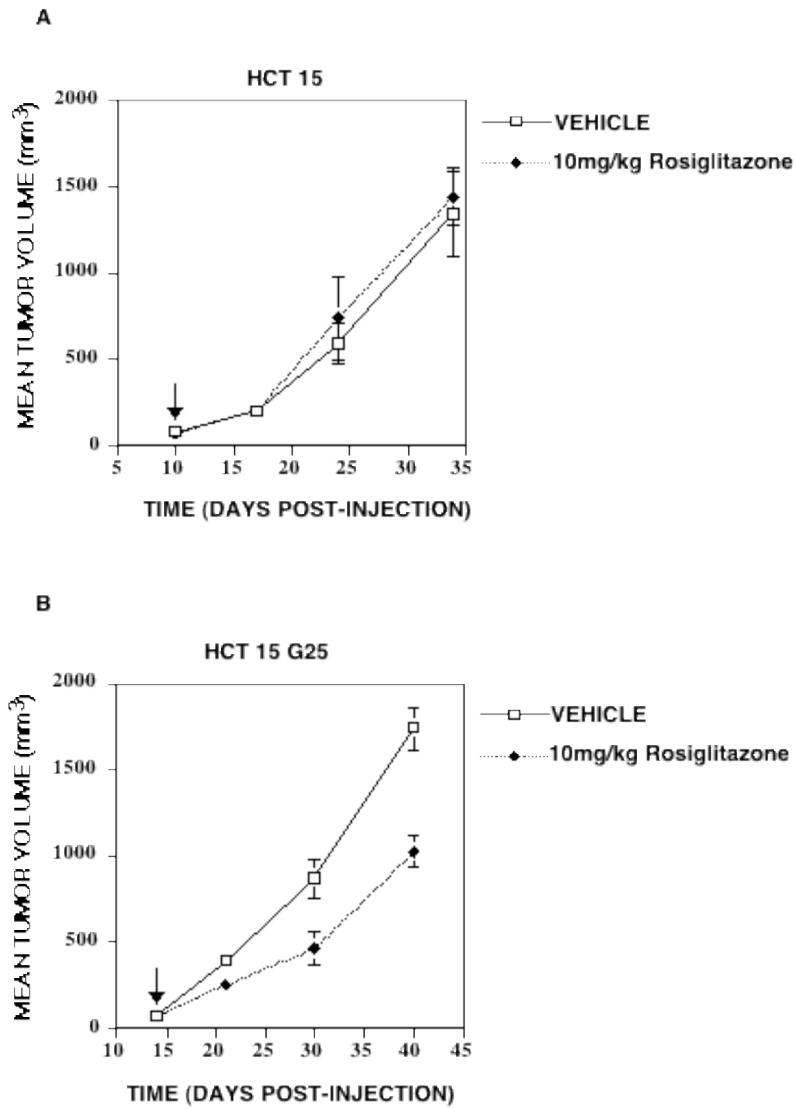 A
HCT 15
2000
1500
1000
500
0
5 10 15 20 25 30 35
MEAN TUMOR VOLUME (mm3)
TIME (DAYS POST-INJECTION)
VEHICLE
10mg/kg Rosiglitazone
B
HCT 15 G25
2000
1500
1000
500
0
10 15 20 25 30 35 40 45
MEAN TUMOR VOLUME (mm3)
TIME (DAYS POST-INJECTION)
VEHICLE
10mg/kg Rosiglitazone